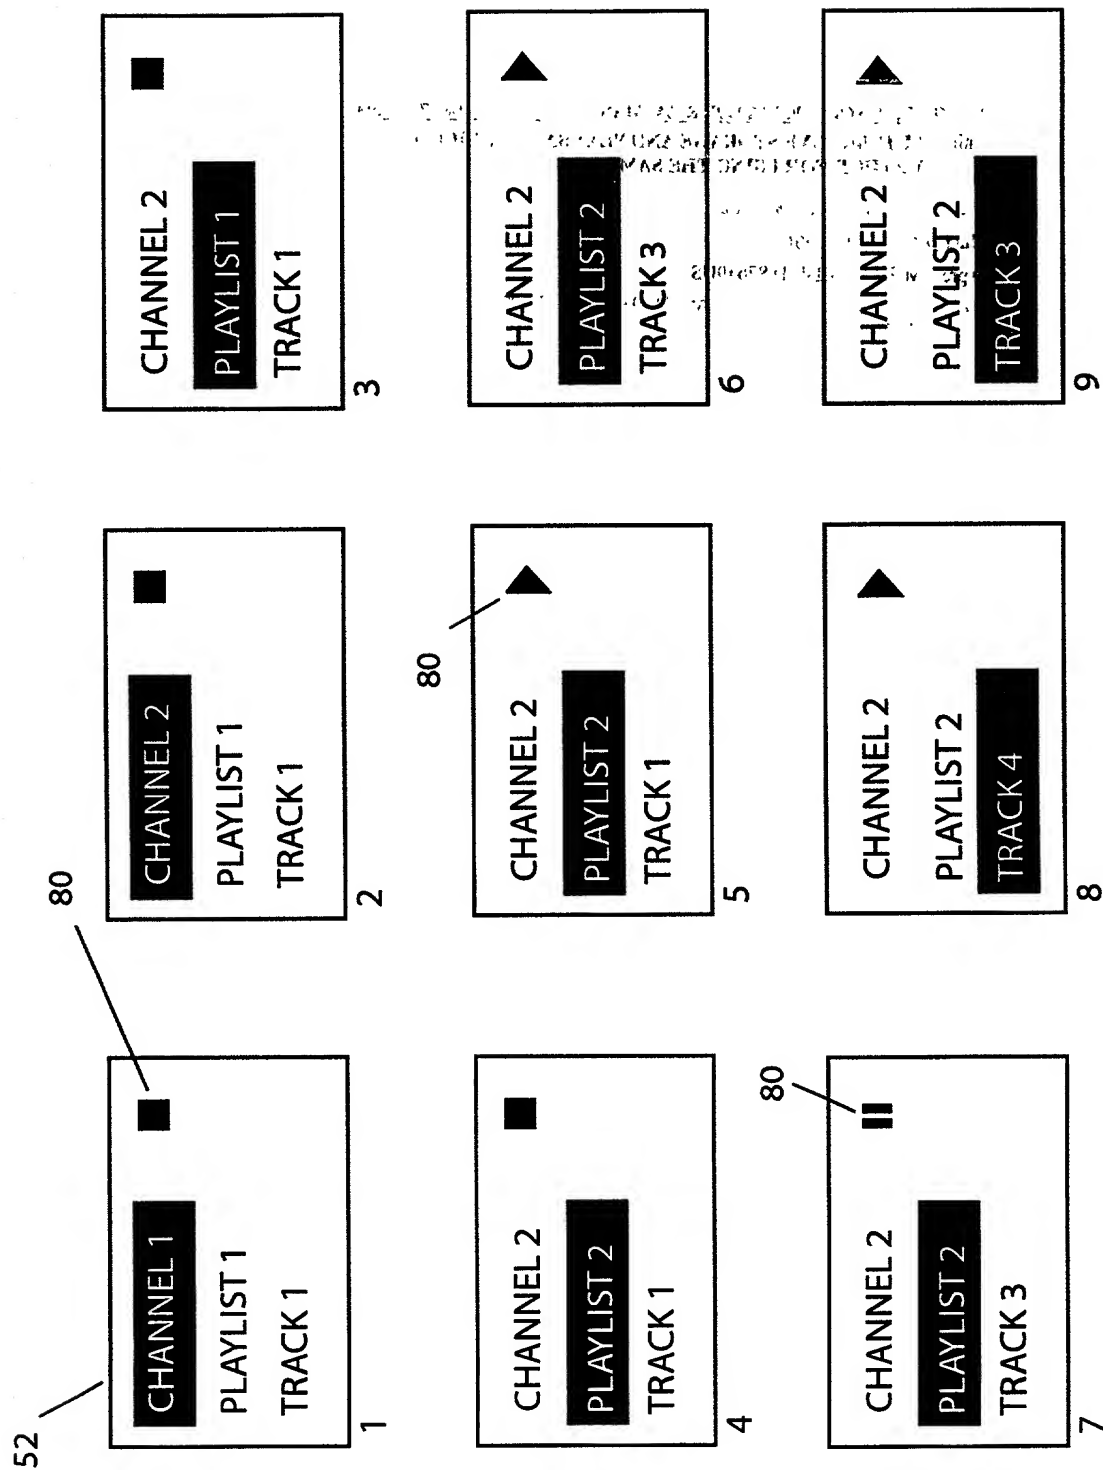 52
80
CHANNEL 1
PLAYLIST 1
TRACK 1
1
CHANNEL 2
PLAYLIST 1
TRACK 1
2
CHANNEL 2
PLAYLIST 1
TRACK 1
3
CHANNEL 2
PLAYLIST 2
TRACK 1
4
80
CHANNEL 2
PLAYLIST 2
TRACK 1
5
CHANNEL 2
PLAYLIST 2
TRACK 3
6
80
CHANNEL 2
PLAYLIST 2
TRACK 3
7
CHANNEL 2
PLAYLIST 2
TRACK 4
8
CHANNEL 2
PLAYLIST 2
TRACK 3
9